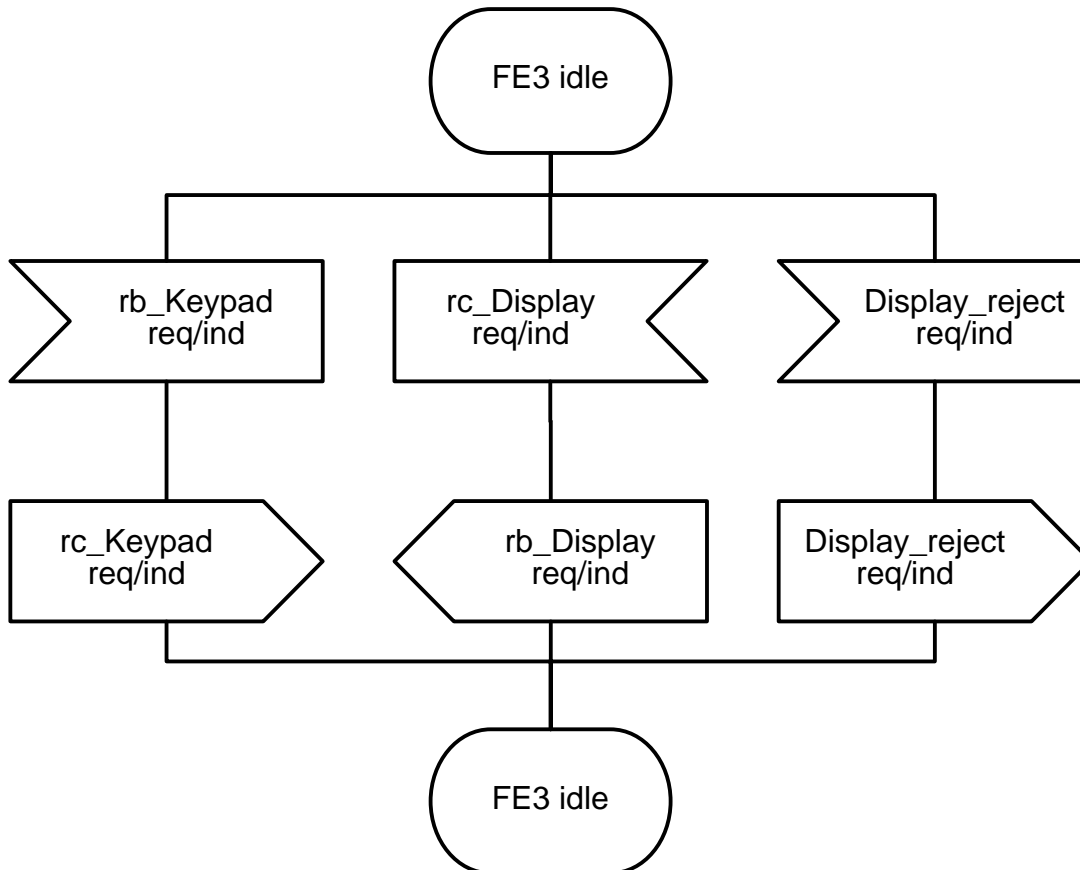 FE3 idle
rb_Keypad
req/ind
rc_Display
req/ind
Display_reject
req/ind
rc_Keypad
req/ind
rb_Display
req/ind
Display_reject
req/ind
FE3 idle